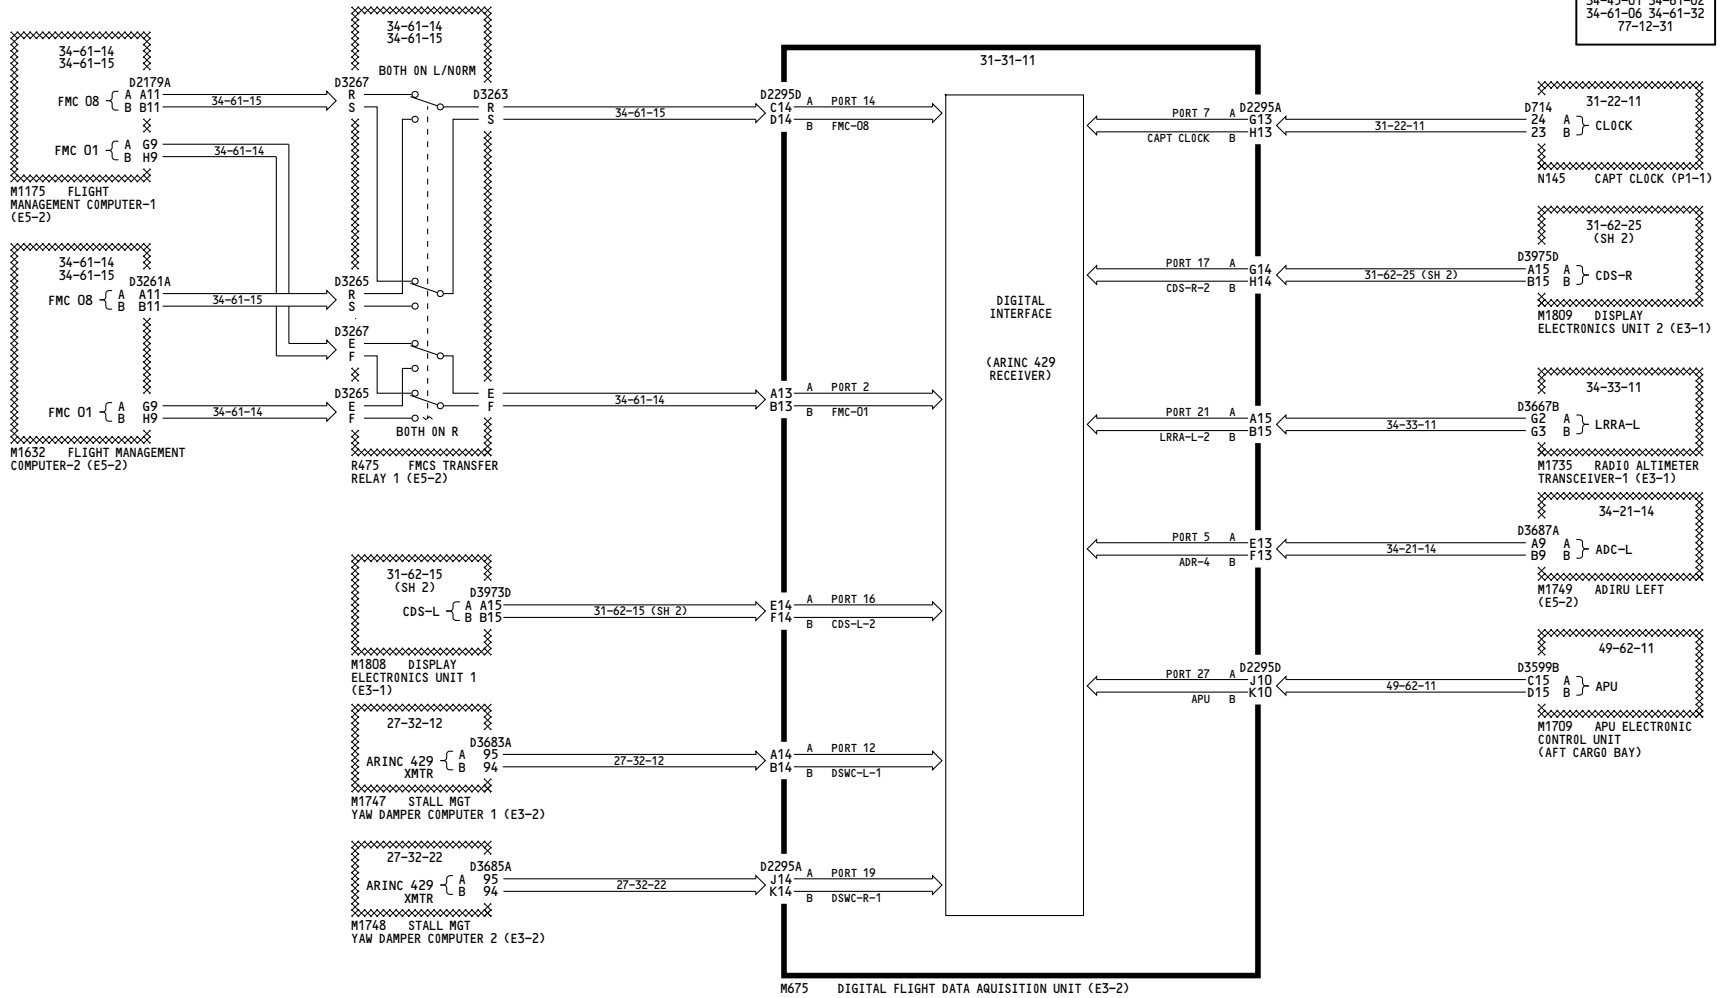 34-61-06 34-61-32
77-12-31
34-61-14
34-61-15
D2179A
FMC 08 { A A11
B B11
34-61-15
FMC 01 { A G9
B H9
34-61-14
M1175 FLIGHT
MANAGEMENT COMPUTER-1
(E5-2)
34-61-14
34-61-15
D3261A
FMC 08 { A A11
B B11
34-61-15
FMC 01 { A G9
B H9
34-61-14
M1632 FLIGHT MANAGEMENT
COMPUTER-2 (E5-2)
34-61-14
34-61-15
BOTH ON L/NORM
D3267
R
S
D3263
R
S
34-61-15
D3265
R
S
D3267
E
F
D3265
E
F
E
F
34-61-14
BOTH ON R
R475 FMCS TRANSFER
RELAY 1 (E5-2)
31-62-15
(SH 2)
D3973D
CDS-L { A A15
B B15
31-62-15 (SH 2)
M1808 DISPLAY
ELECTRONICS UNIT 1
(E3-1)
27-32-12
D3683A
ARINC 429 { A 95
XMTR B 94
27-32-12
M1747 STALL MGT
YAW DAMPER COMPUTER 1 (E3-2)
27-32-22
D3685A
ARINC 429 { A 95
XMTR B 94
27-32-22
M1748 STALL MGT
YAW DAMPER COMPUTER 2 (E3-2)
31-31-11
D2295D
C14 A PORT 14
D14 B FMC-08
A13 A PORT 2
B13 B FMC-01
E14 A PORT 16
F14 B CDS-L-2
A14 A PORT 12
B14 B DSWC-L-1
D2295A
J14 A PORT 19
K14 B DSWC-R-1
DIGITAL
INTERFACE
(ARINC 429
RECEIVER)
PORT 7 A D2295A
G13
CAPT CLOCK B H13
PORT 17 A G14
CDS-R-2 B H14
PORT 21 A A15
LRRA-L-2 B B15
PORT 5 A E13
ADR-4 B F13
PORT 27 A D2295D
J10
APU B K10
M675 DIGITAL FLIGHT DATA AQUISITION UNIT (E3-2)
31-22-11
D714
31-22-11
24 A } CLOCK
23 B
N145 CAPT CLOCK (P1-1)
31-62-25
(SH 2)
D3975D
31-62-25 (SH 2)
A15 A } CDS-R
B15 B
M1809 DISPLAY
ELECTRONICS UNIT 2 (E3-1)
34-33-11
D3667B
34-33-11
G2 A } LRRA-L
G3 B
M1735 RADIO ALTIMETER
TRANSCEIVER-1 (E3-1)
34-21-14
D3687A
34-21-14
A9 A } ADC-L
B9 B
M1749 ADIRU LEFT
(E5-2)
49-62-11
D3599B
49-62-11
C15 A } APU
D15 B
M1709 APU ELECTRONIC
CONTROL UNIT
(AFT CARGO BAY)